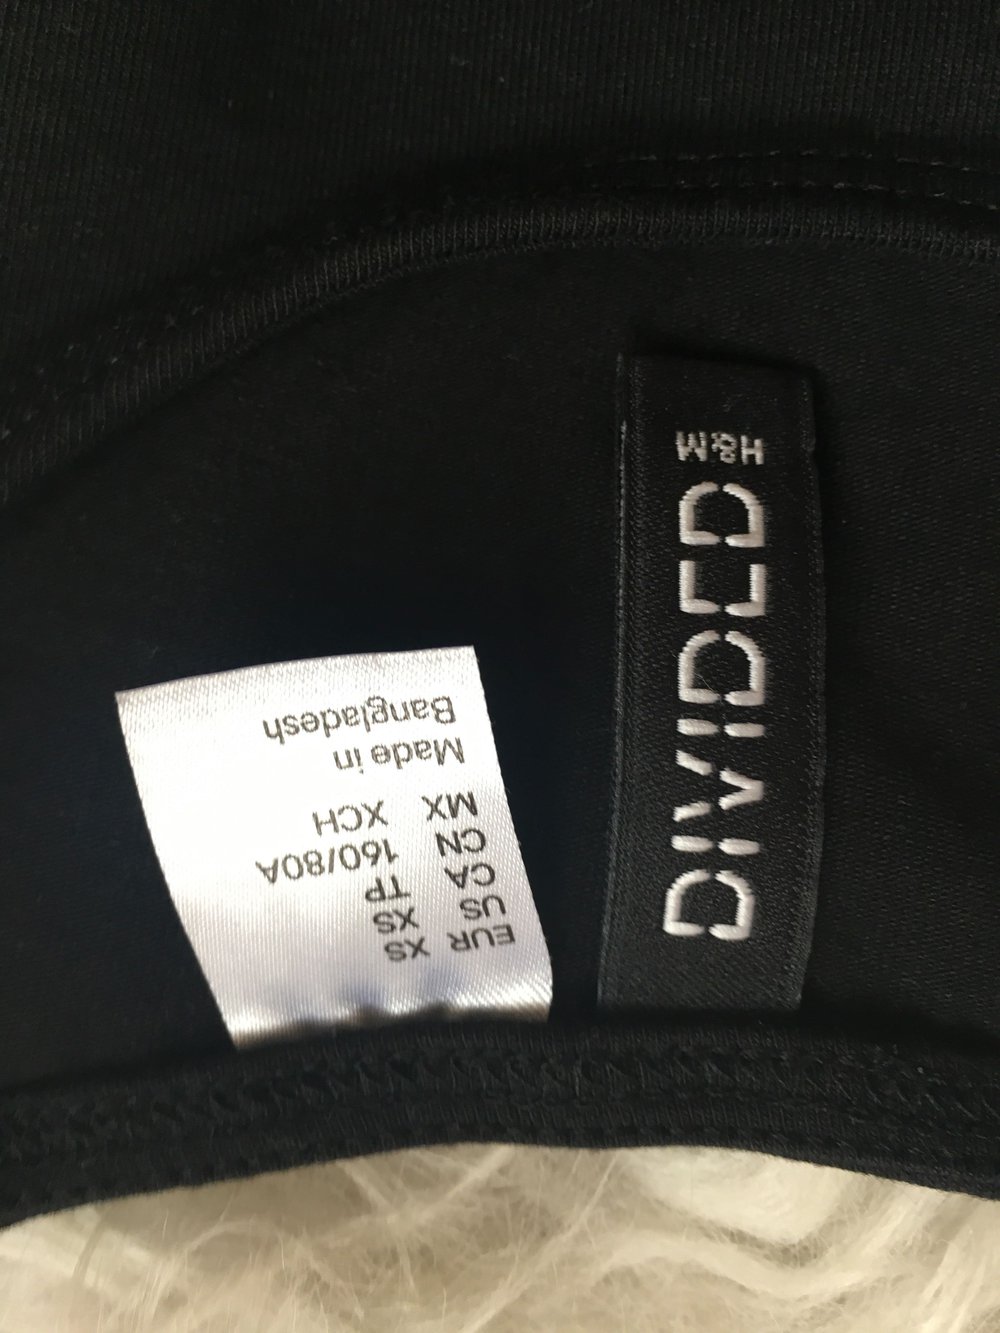 EUR XS
US XS
CA TP
CN 160/80A
MX XCH
Made in
Bangladesh
DIVIDED
H&M